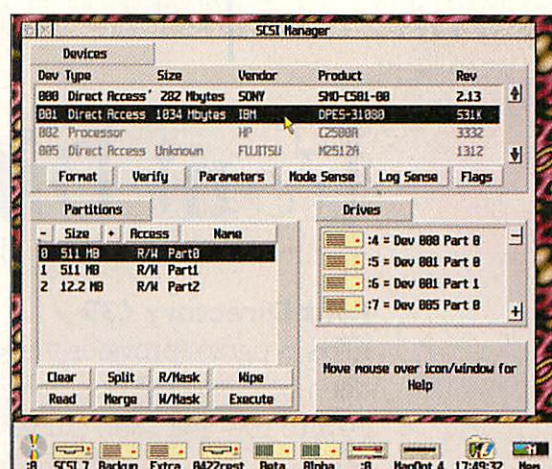 SCSI Manager
Devices
Dev Type Size Vendor Product Rev
000 Direct Access 282 Mbytes SONY SMO-C501-00 2.13
001 Direct Access 1034 Mbytes IBM DPES-31080 S31K
002 Processor HP C2500A 3332
005 Direct Access Unknown FUJITSU M2512A 1312
Format Verify Parameters Mode Sense Log Sense Flags
Partitions
- Size + Access Name
0 511 MB R/W Part0
1 511 MB R/W Part1
2 12.2 MB R/W Part2
Clear Split R/Mask Wipe
Read Merge W/Mask Execute
Drives
:4 = Dev 000 Part 0
:5 = Dev 001 Part 0
:6 = Dev 001 Part 1
:7 = Dev 005 Part 0
-
+
Move mouse over icon/window for
Help
:0 SCSI 7 Backup Extra 0422rest Beta Alpha :0 17:49:32